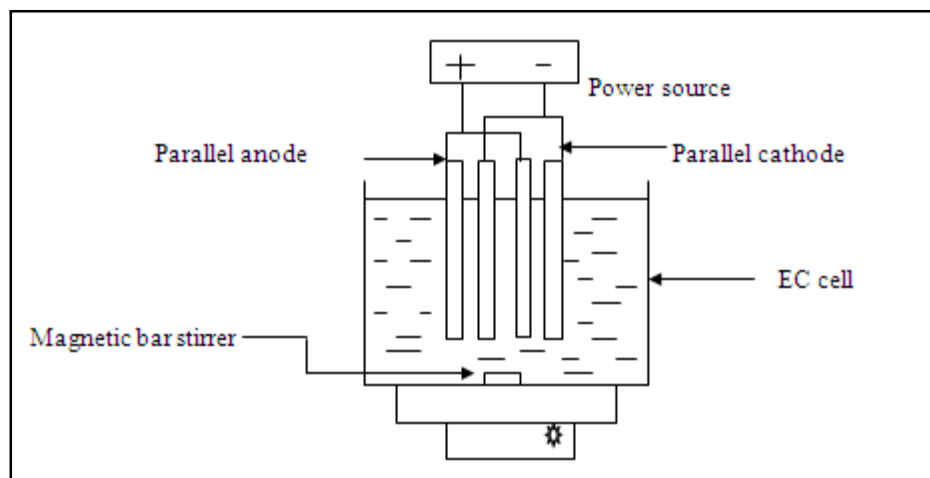 + -
Power source
Parallel anode
Parallel cathode
EC cell
Magnetic bar stirrer